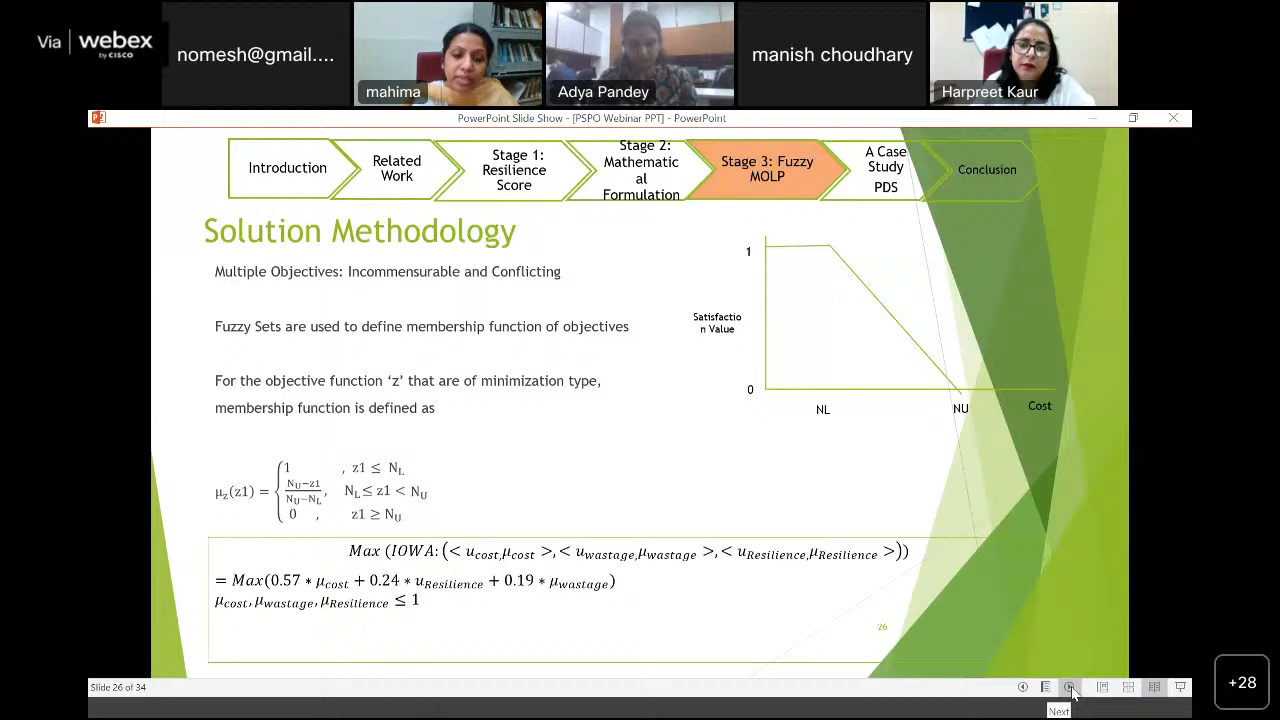 Via webex
by CISCO
nomesh@gmail....
mahima
Adya Pandey
manish choudhary
Harpreet Kaur
PowerPoint Slide Show - [PSPO Webinar PPT] - PowerPoint
Introduction
Related
Work
Stage 1:
Resilience
Score
Stage 2:
Mathematic
al
Formulation
Stage 3: Fuzzy
MOLP
A Case
Study
PDS
Conclusion
Solution Methodology
Multiple Objectives: Incommensurable and Conflicting
Fuzzy Sets are used to define membership function of objectives
For the objective function ‘z’ that are of minimization type,
membership function is defined as
1
Satisfactio
n Value
0
NL
NU
Cost
μz(z1) = {1 , z1 ≤ NL
NU−z1/NU−NL, NL ≤ z1 < NU
0 , z1 ≥ NU
Max (IOWA: (< ucost,μcost >,< uwastage,μwastage >,< uResilience,μResilience >))
= Max(0.57 * μcost + 0.24 * uResilience + 0.19 * μwastage)
μcost, μwastage, μResilience ≤ 1
26
Slide 26 of 34
Next
+28